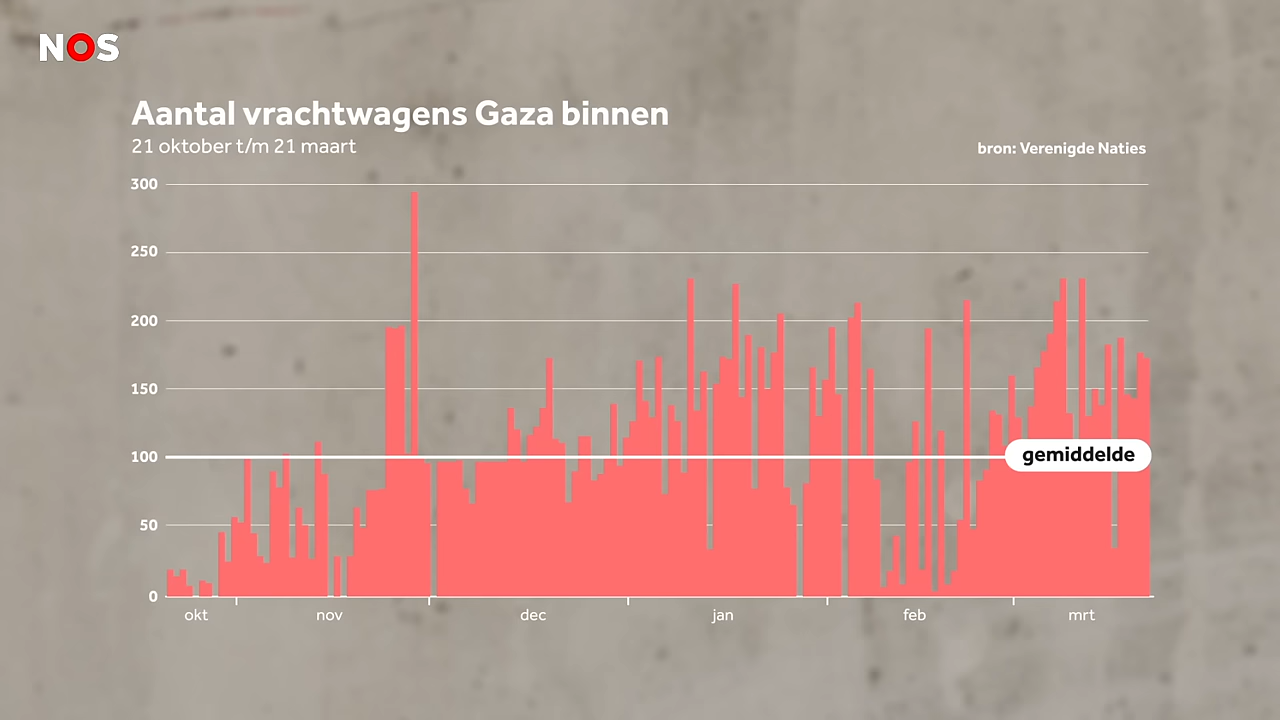 NOS
Aantal vrachtwagens Gaza binnen
21 oktober t/m 21 maart
bron: Verenigde Naties
300
250
200
150
100
gemiddelde
50
0
okt nov dec jan feb mrt